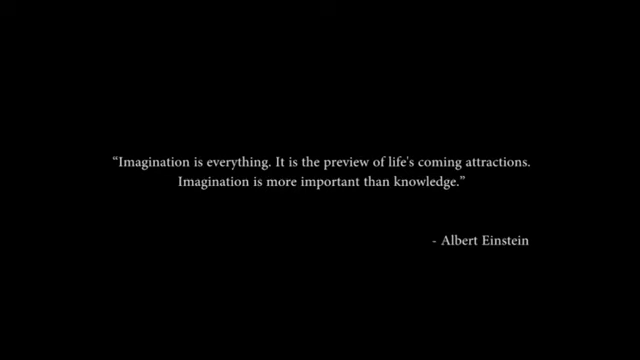 “Imagination is everything. It is the preview of life's coming attractions.
Imagination is more important than knowledge.”
- Albert Einstein